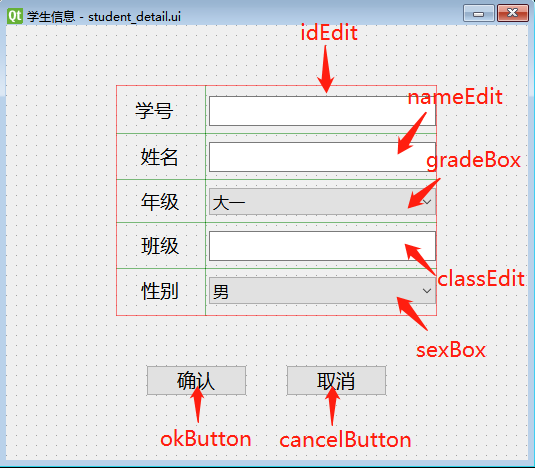 Qt 学生信息 - student_detail.ui
idEdit
学号
nameEdit
姓名
gradeBox
年级 大一
班级
classEdit
性别 男
sexBox
确认 取消
okButton cancelButton